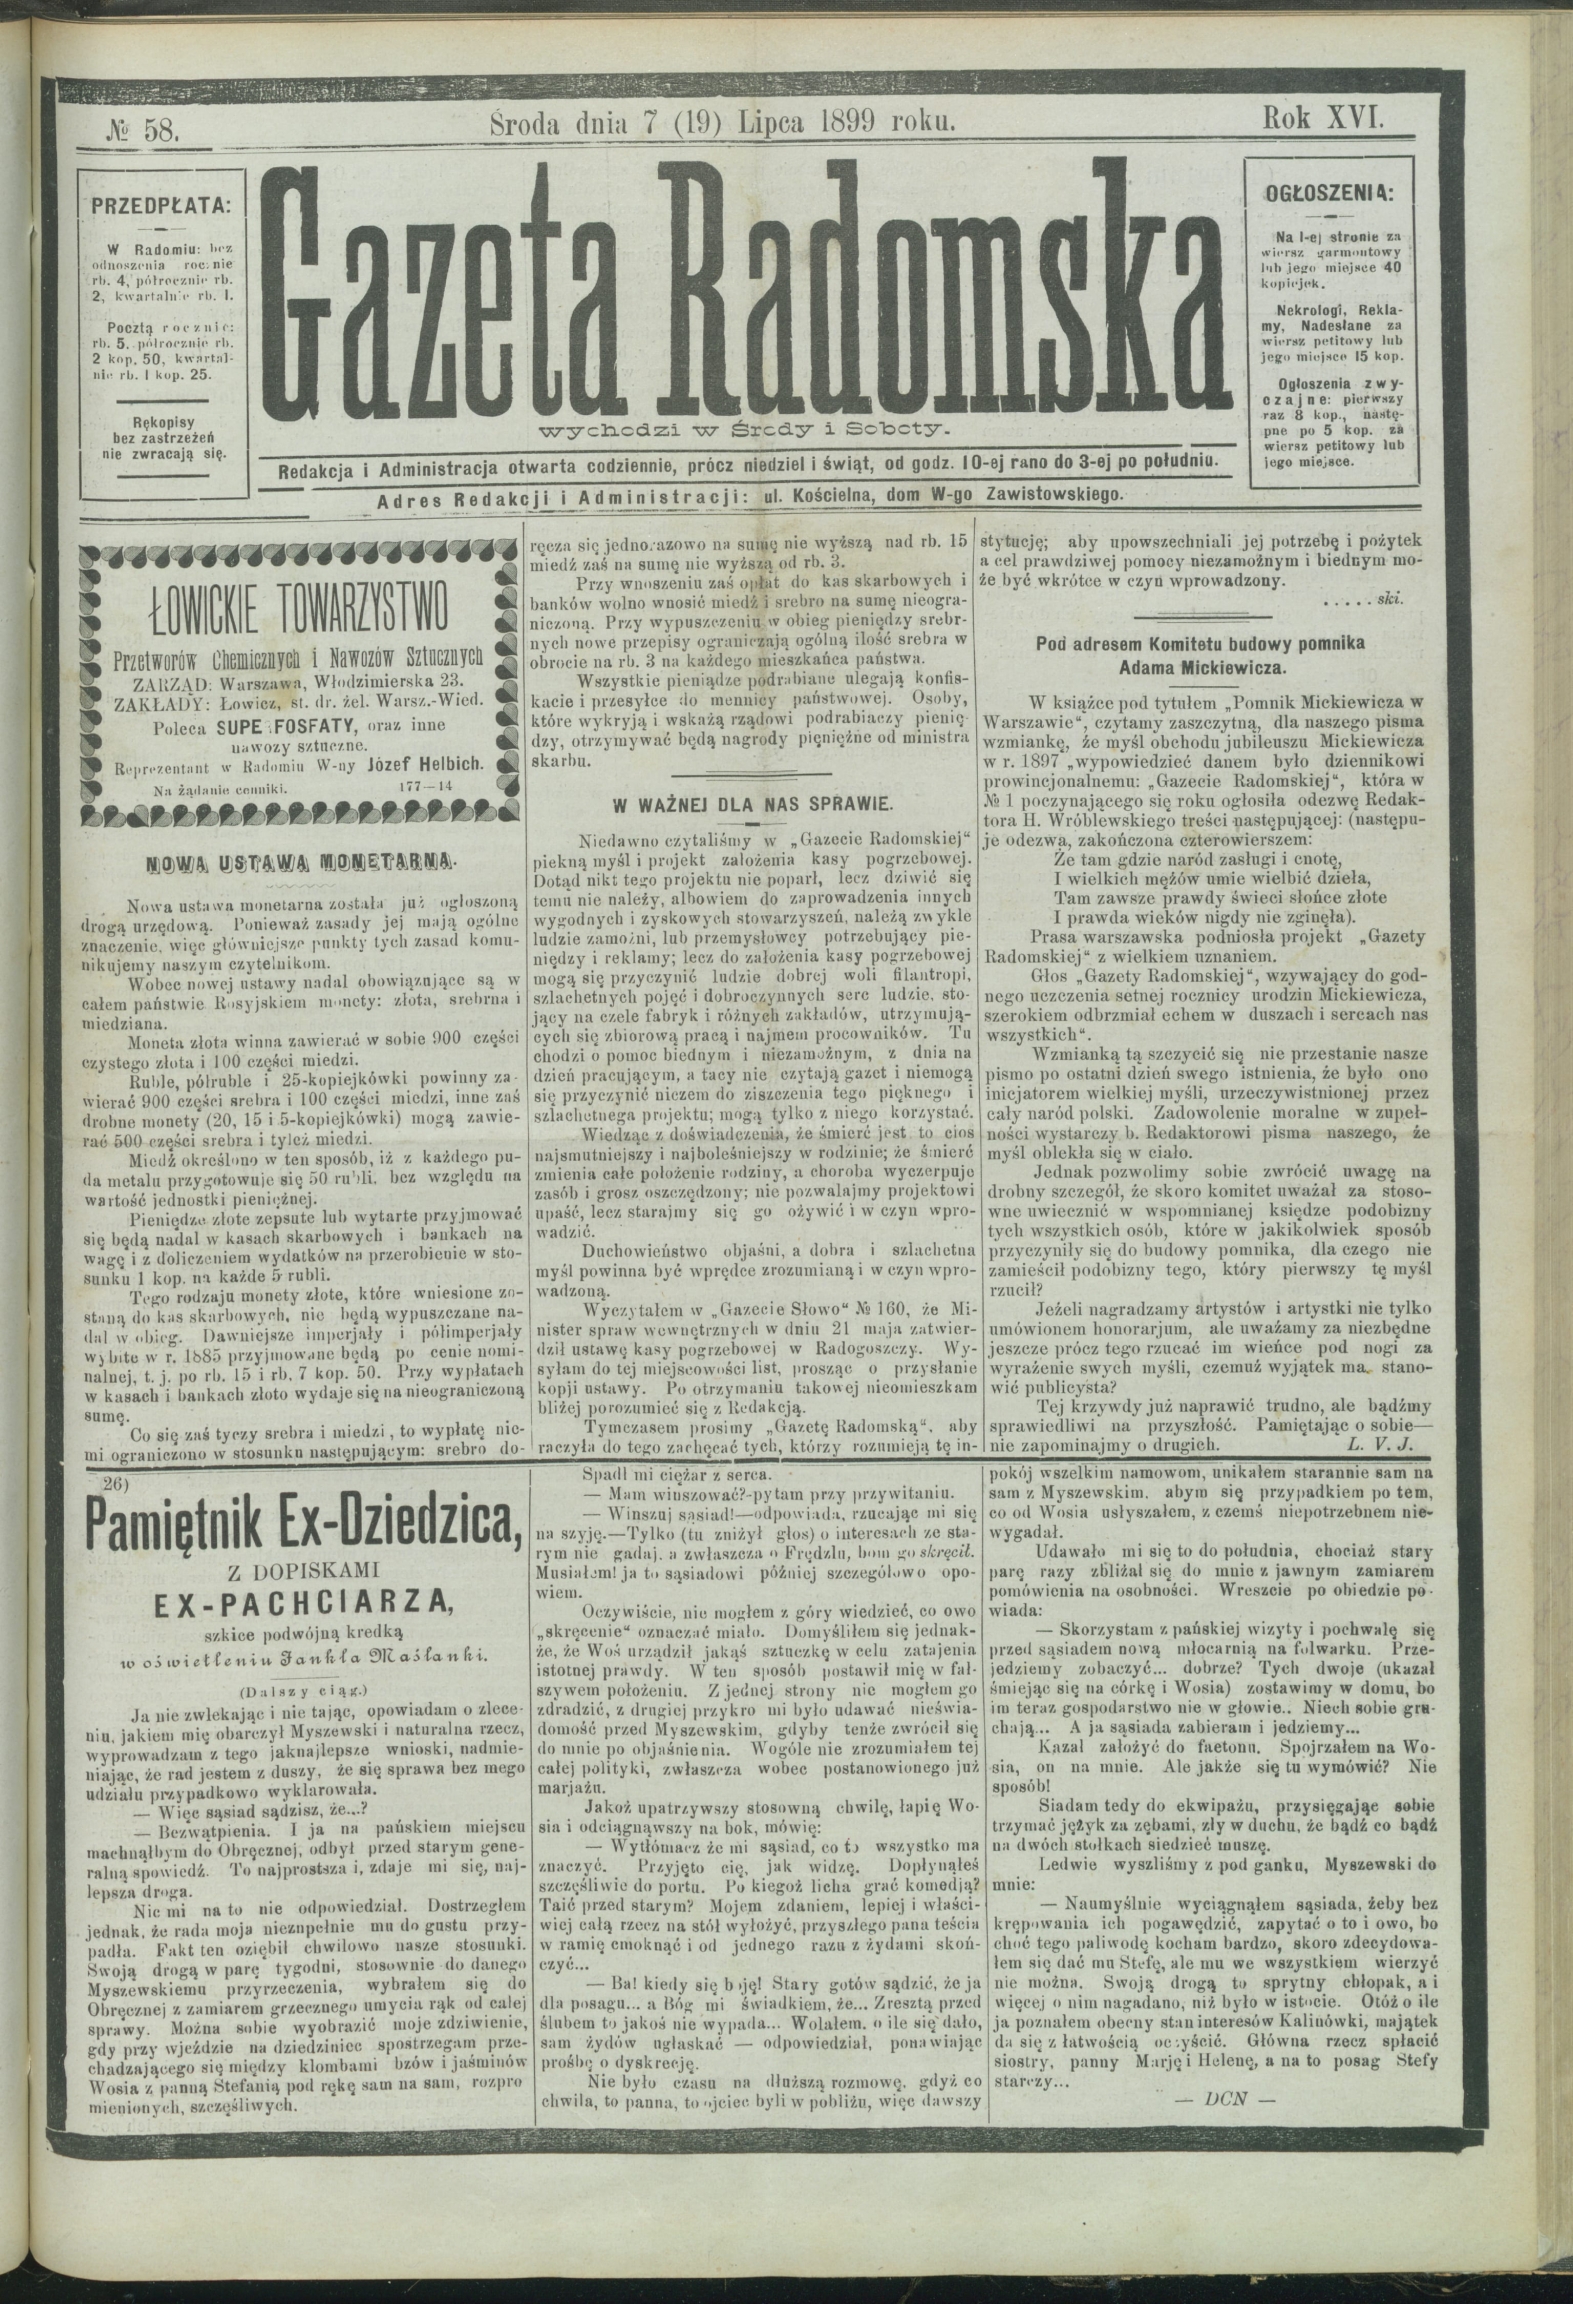 № 58.
Środa dnia 7 (19) Lipca 1899 roku.
Rok XVI.
PRZEDPŁATA:
W Radomiu: bez
odnoszenia rocznie
rb. 4, półrocznie rb.
2, kwartalnie rb. I.
Pocztą rocznie:
rb. 5. półrocznie rb.
2 kop. 50, kwartal-
nie rb. I kop. 25.
Rękopisy
bez zastrzeżeń
nie zwracają się.
Gazeta Radomska
wychodzi w Środy i Soboty.
Redakcja i Administracja otwarta codziennie, prócz niedziel i świąt, od godz. 10-ej rano do 3-ej po południu.
Adres Redakcji i Administracji: ul. Kościelna, dom W-go Zawistowskiego.
OGŁOSZENIA:
Na I-ej stronie za
wiersz garmontowy
lub jego miejsce 40
kopiejek.
Nekrologi, Rekla-
my, Nadesłane za
wiersz petitowy lub
jego miejsce 15 kop.
Ogłoszenia zwy-
czajne: pierwszy
raz 8 kop., nastę-
pne po 5 kop. za
wiersz petitowy lub
jego miejsce.
ŁOWICKIE TOWARZYSTWO
Przetworów Chemicznych i Nawozów Sztucznych
ZARZĄD: Warszawa, Włodzimierska 23.
ZAKŁADY: Łowicz, st. dr. żel. Warsz.-Wied.
Poleca SUPE FOSFATY, oraz inne
nawozy sztuczne.
Reprezentant w Radomiu W-ny Józef Helbich.
Na żądanie cenniki. 177—14
NOWA USTAWA MONETARNA.
Nowa ustawa monetarna została już ogłoszoną
drogą urzędową. Ponieważ zasady jej mają ogólne
znaczenie, więc główniejsze punkty tych zasad komu-
nikujemy naszym czytelnikom.
Wobec nowej ustawy nadal obowiązujące są w
całem państwie Rosyjskiem monety: złota, srebrna i
miedziana.
Moneta złota winna zawierać w sobie 900 części
czystego złota i 100 części miedzi.
Ruble, półruble i 25-kopiejkówki powinny za-
wierać 900 części srebra i 100 części miedzi, inne zaś
drobne monety (20, 15 i 5-kopiejkówki) mogą zawie-
rać 500 części srebra i tyleż miedzi.
Miedź określono w ten sposób, iż z każdego pu-
da metalu przygotowuje się 50 rubli, bez względu na
wartość jednostki pieniężnej.
Pieniędze złote zepsute lub wytarte przyjmować
się będą nadal w kasach skarbowych i bankach na
wagę i z doliczeniem wydatków na przerobienie w sto-
sunku 1 kop. na każde 5 rubli.
Tego rodzaju monety złote, które wniesione zo-
staną do kas skarbowych, nie będą wypuszczane na-
dal w obieg. Dawniejsze imperjały i półimperjały
wybite w r. 1885 przyjmowane będą po cenie nomi-
nalnej, t. j. po rb. 15 i rb. 7 kop. 50. Przy wypłatach
w kasach i bankach złoto wydaje się na nieograniczoną
sumę.
Co się zaś tyczy srebra i miedzi, to wypłatę nie-
mi ograniczono w stosunku następującym: srebro do-
ręcza się jednorazowo na sumę nie wyższą nad rb. 15
miedź zaś na sumę nie wyższą od rb. 3.
Przy wnoszeniu zaś opłat do kas skarbowych i
banków wolno wnosić miedź i srebro na sumę nieogra-
niczoną. Przy wypuszczeniu w obieg pieniędzy srebr-
nych nowe przepisy ograniczają ogólną ilość srebra w
obrocie na rb. 3 na każdego mieszkańca państwa.
Wszystkie pieniądze podrabiane ulegają konfis-
kacie i przesyłce do mennicy państwowej. Osoby,
które wykryją i wskażą rządowi podrabiaczy pienię-
dzy, otrzymywać będą nagrody pieniężne od ministra
skarbu.
W WAŻNEJ DLA NAS SPRAWIE.
Niedawno czytaliśmy w „Gazecie Radomskiej“
piekną myśl i projekt założenia kasy pogrzebowej.
Dotąd nikt tego projektu nie poparł, lecz dziwić się
temu nie należy, albowiem do zaprowadzenia innych
wygodnych i zyskowych stowarzyszeń, należą zwykle
ludzie zamożni, lub przemysłowcy potrzebujący pie-
niędzy i reklamy; lecz do założenia kasy pogrzebowej
mogą się przyczynić ludzie dobrej woli filantropi,
szlachetnych pojęć i dobroczynnych serc ludzie, sto-
jący na czele fabryk i różnych zakładów, utrzymują-
cych się zbiorową pracą i najmem procowników. Tu
chodzi o pomoc biednym i niezamożnym, z dnia na
dzień pracującym, a tacy nie czytają gazet i niemogą
się przyczynić niczem do ziszczenia tego pięknego i
szlachetnega projektu; mogą tylko z niego korzystać.
Wiedząc z doświadczenia, że śmierć jest to cios
najsmutniejszy i najboleśniejszy w rodzinie; że śmierć
zmienia całe położenie rodziny, a choroba wyczerpuje
zasób i grosz oszczędzony; nie pozwalajmy projektowi
upaść, lecz starajmy się go ożywić i w czyn wpro-
wadzić.
Duchowieństwo objaśni, a dobra i szlachetna
myśl powinna być wprędce zrozumianą i w czyn wpro-
wadzoną.
Wyczytałem w „Gazecie Słowo“ № 160, że Mi-
nister spraw wewnętrznych w dniu 21 maja zatwier-
dził ustawę kasy pogrzebowej w Radogoszczy. Wy-
syłam do tej miejscowości list, prosząc o przysłanie
kopji ustawy. Po otrzymaniu takowej nieomieszkam
bliżej porozumieć się z Redakcją.
Tymczasem prosimy „Gazetę Radomską“, aby
raczyła do tego zachęcać tych, którzy rozumieją tę in-
stytucję; aby upowszechniali jej potrzebę i pożytek
a cel prawdziwej pomocy niezamożnym i biednym mo-
że być wkrótce w czyn wprowadzony.
. . . . . ski.
Pod adresem Komitetu budowy pomnika
Adama Mickiewicza.
W książce pod tytułem „Pomnik Mickiewicza w
Warszawie“, czytamy zaszczytną, dla naszego pisma
wzmiankę, że myśl obchodu jubileuszu Mickiewicza
w r. 1897 „wypowiedzieć danem było dziennikowi
prowincjonalnemu: „Gazecie Radomskiej“, która w
№ 1 poczynającego się roku ogłosiła odezwę Redak-
tora H. Wróblewskiego treści następującej: (następu-
je odezwa, zakończona czterowierszem:
Że tam gdzie naród zasługi i cnotę,
I wielkich mężów umie wielbić dzieła,
Tam zawsze prawdy świeci słońce złote
I prawda wieków nigdy nie zginęła).
Prasa warszawska podniosła projekt „Gazety
Radomskiej“ z wielkiem uznaniem.
Głos „Gazety Radomskiej“, wzywający do god-
nego uczczenia setnej rocznicy urodzin Mickiewicza,
szerokiem odbrzmiał echem w duszach i sercach nas
wszystkich“.
Wzmianką tą szczycić się nie przestanie nasze
pismo po ostatni dzień swego istnienia, że było ono
inicjatorem wielkiej myśli, urzeczywistnionej przez
cały naród polski. Zadowolenie moralne w zupeł-
ności wystarczy b. Redaktorowi pisma naszego, że
myśl oblekła się w ciało.
Jednak pozwolimy sobie zwrócić uwagę na
drobny szczegół, że skoro komitet uważał za stoso-
wne uwiecznić w wspomnianej księdze podobizny
tych wszystkich osób, które w jakikolwiek sposób
przyczyniły się do budowy pomnika, dla czego nie
zamieścił podobizny tego, który pierwszy tę myśl
rzucił?
Jeżeli nagradzamy artystów i artystki nie tylko
umówionem honorarjum, ale uważamy za niezbędne
jeszcze prócz tego rzucać im wieńce pod nogi za
wyrażenie swych myśli, czemuż wyjątek ma stano-
wić publicysta?
Tej krzywdy już naprawić trudno, ale bądźmy
sprawiedliwi na przyszłość. Pamiętając o sobie—
nie zapominajmy o drugich. L. V. J.
26)
Pamiętnik Ex-Dziedzica,
Z DOPISKAMI
EX-PACHCIARZA,
szkice podwójną kredką
w oświetleniu Jankla Maślanki.
(Dalszy ciąg.)
Ja nie zwlekając i nie tając, opowiadam o zlece-
niu, jakiem mię obarczył Myszewski i naturalna rzecz,
wyprowadzam z tego jaknajlepsze wnioski, nadmie-
niając, że rad jestem z duszy, że się sprawa bez mego
udziału przypadkowo wyklarowała.
— Więc sąsiad sądzisz, że...?
— Bezwątpienia. I ja na pańskiem miejscu
machnąłbym do Obręcznej, odbył przed starym gene-
ralną spowiedź. To najprostsza i, zdaje mi się, naj-
lepsza droga.
Nic mi na to nie odpowiedział. Dostrzegłem
jednak, że rada moja niezupełnie mu do gustu przy-
padła. Fakt ten oziębił chwilowo nasze stosunki.
Swoją drogą w parę tygodni, stosownie do danego
Myszewskiemu przyrzeczenia, wybrałem się do
Obręcznej z zamiarem grzecznego umycia rąk od całej
sprawy. Można sobie wyobrazić moje zdziwienie,
gdy przy wjeździe na dziedziniec spostrzegam prze-
chadzającego się między klombami bzów i jaśminów
Wosia z panną Stefanią pod rękę sam na sam, rozpro
mienionych, szczęśliwych.
Spadł mi ciężar z serca.
— Mam winszować?-pytam przy przywitaniu.
— Winszuj sąsiad!—odpowiada, rzucając mi się
na szyję.—Tylko (tu zniżył głos) o interesach ze sta-
rym nie gadaj, a zwłaszcza o Frędzlu, bom go skręcił.
Musiałem! ja to sąsiadowi później szczegółowo opo-
wiem.
Oczywiście, nie mogłem z góry wiedzieć, co owo
„skręcenie“ oznaczać miało. Domyśliłem się jednak-
że, że Woś urządził jakąś sztuczkę w celu zatajenia
istotnej prawdy. W ten sposób postawił mię w fał-
szywem położeniu. Z jednej strony nie mogłem go
zdradzić, z drugiej przykro mi było udawać nieświa-
domość przed Myszewskim, gdyby tenże zwrócił się
do mnie po objaśnienia. Wogóle nie zrozumiałem tej
całej polityki, zwłaszcza wobec postanowionego już
marjażu.
Jakoż upatrzywszy stosowną chwilę, łapię Wo-
sia i odciągnąwszy na bok, mówię:
— Wytłómacz że mi sąsiad, co to wszystko ma
znaczyć. Przyjęto cię, jak widzę. Dopłynąłeś
szczęśliwie do portu. Po kiegoż licha grać komedją?
Taić przed starym? Mojem zdaniem, lepiej i właści-
wiej całą rzecz na stół wyłożyć, przyszłego pana teścia
w ramię cmoknąć i od jednego razu z żydami skoń-
czyć...
— Ba! kiedy się boję! Stary gotów sądzić, że ja
dla posagu... a Bóg mi świadkiem, że... Zresztą przed
ślubem to jakoś nie wypada... Wolałem, o ile się dało,
sam żydów ugłaskać — odpowiedział, ponawiając
prośbę o dyskrecję.
Nie było czasu na dłuższą rozmowę, gdyż co
chwila, to panna, to ojciec byli w pobliżu, więc dawszy
pokój wszelkim namowom, unikałem starannie sam na
sam z Myszewskim, abym się przypadkiem po tem,
co od Wosia usłyszałem, z czemś niepotrzebnem nie-
wygadał.
Udawało mi się to do południa, chociaż stary
parę razy zbliżał się do mnie z jawnym zamiarem
pomówienia na osobności. Wreszcie po obiedzie po-
wiada:
— Skorzystam z pańskiej wizyty i pochwalę się
przed sąsiadem nową młocarnią na folwarku. Prze-
jedziemy zobaczyć... dobrze? Tych dwoje (ukazał
śmiejąc się na córkę i Wosia) zostawimy w domu, bo
im teraz gospodarstwo nie w głowie.. Niech sobie gru-
chają... A ja sąsiada zabieram i jedziemy...
Kazał założyć do faetonu. Spojrzałem na Wo-
sia, on na mnie. Ale jakże się tu wymówić? Nie
sposób!
Siadam tedy do ekwipażu, przysięgając sobie
trzymać język za zębami, zły w duchu, że bądź co bądź
na dwóch stołkach siedzieć muszę.
Ledwie wyszliśmy z pod ganku, Myszewski do
mnie:
— Naumyślnie wyciągnąłem sąsiada, żeby bez
krępowania ich pogawędzić, zapytać o to i owo, bo
choć tego paliwodę kocham bardzo, skoro zdecydowa-
łem się dać mu Stefę, ale mu we wszystkiem wierzyć
nie można. Swoją drogą to sprytny chłopak, a i
więcej o nim nagadano, niż było w istocie. Otóż o ile
ja poznałem obecny stan interesów Kalinówki, majątek
da się z łatwością oczyścić. Główna rzecz spłacić
siostry, panny Marję i Helenę, a na to posag Stefy
starczy...
— DCN —